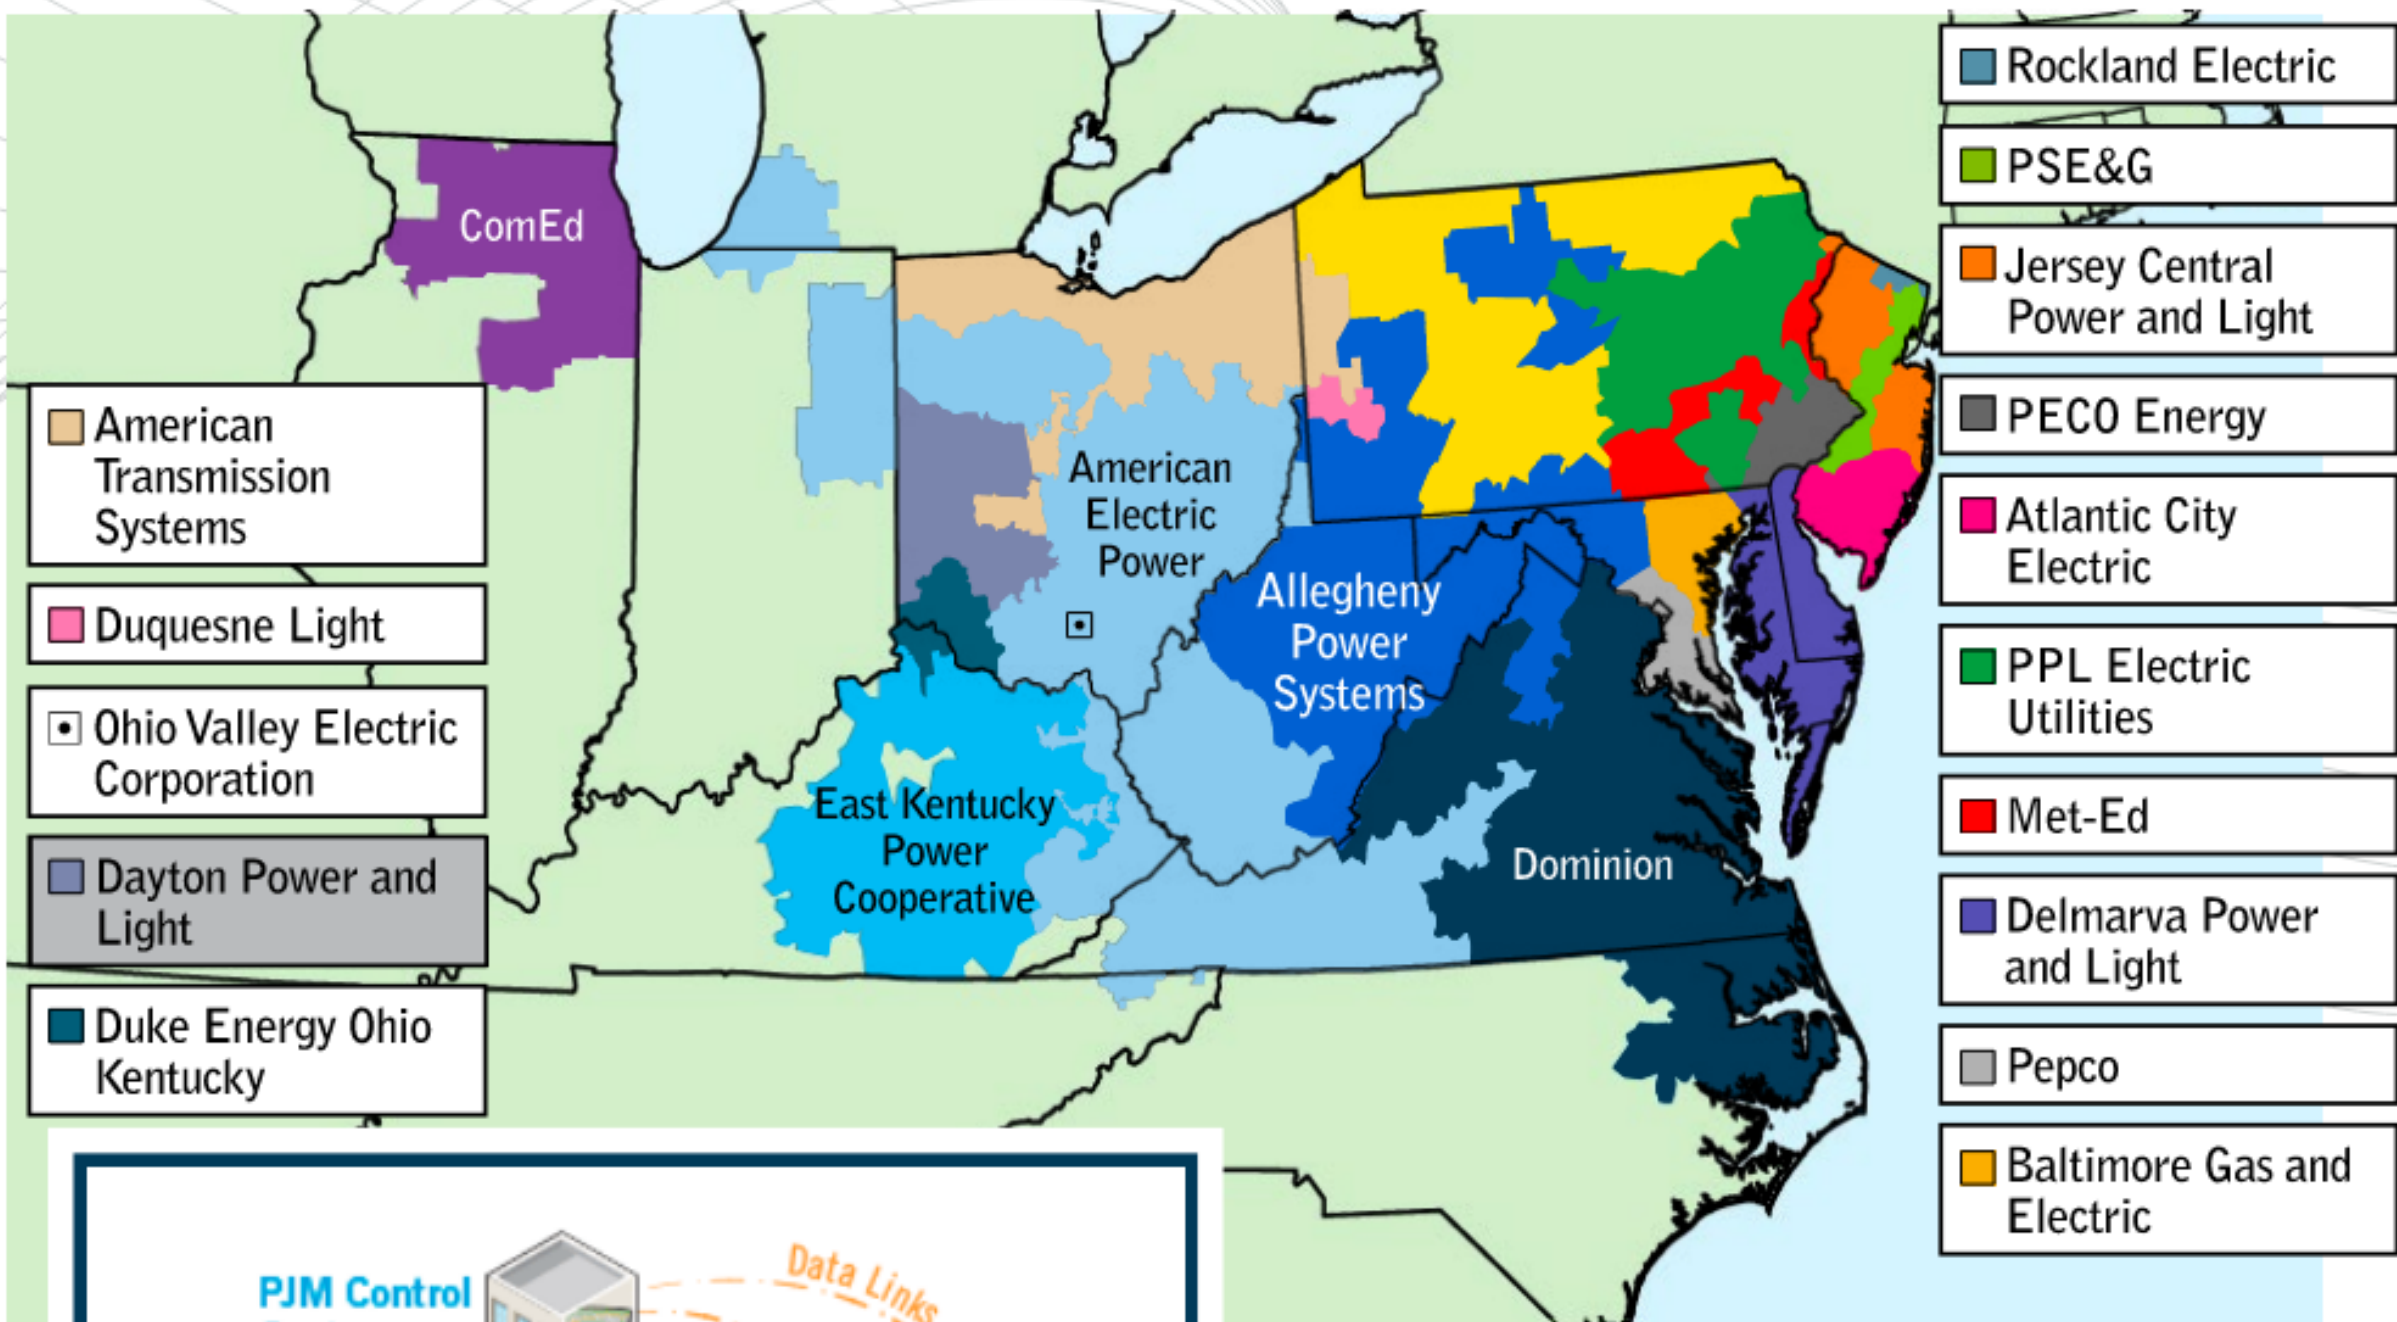 ComEd
American
Electric
Power
Allegheny
Power
Systems
East Kentucky
Power
Cooperative
Dominion
American
Transmission
Systems
Duquesne Light
Ohio Valley Electric
Corporation
Dayton Power and
Light
Duke Energy Ohio
Kentucky
Rockland Electric
PSE&G
Jersey Central
Power and Light
PECO Energy
Atlantic City
Electric
PPL Electric
Utilities
Met-Ed
Delmarva Power
and Light
Pepco
Baltimore Gas and
Electric
PJM Control
Data Links